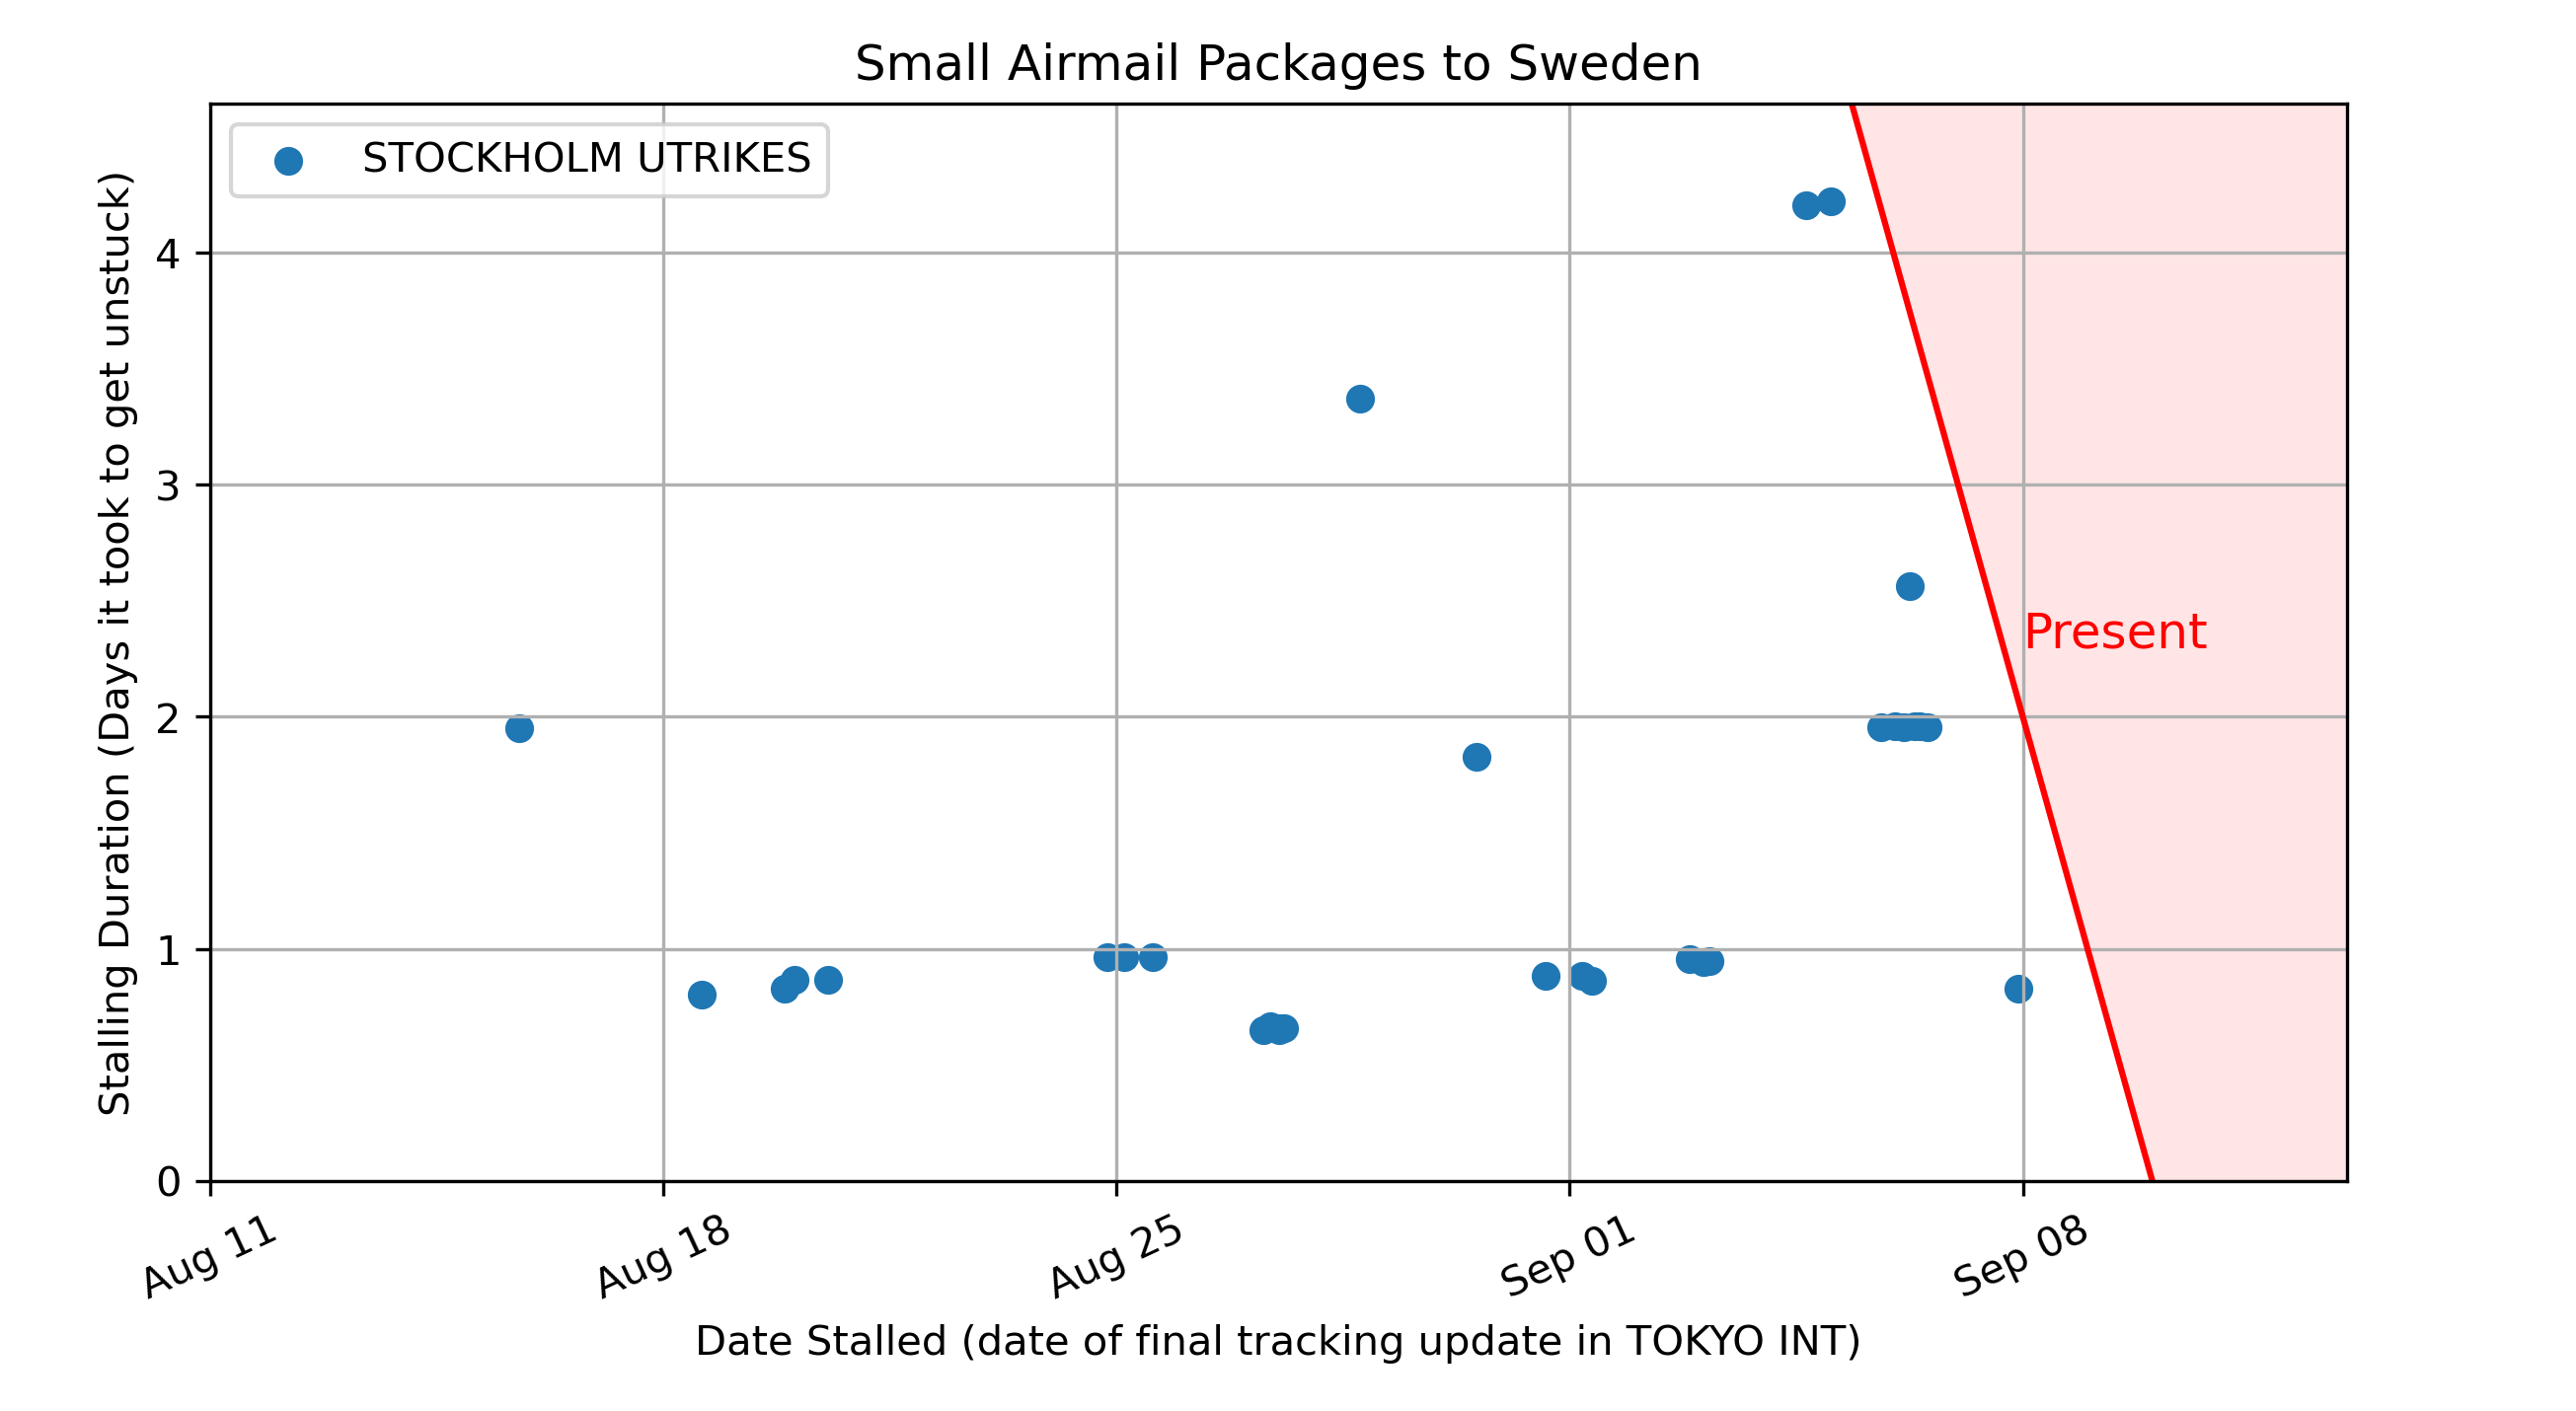 Small Airmail Packages to Sweden
STOCKHOLM UTRIKES
Stalling Duration (Days it took to get unstuck)
4
3
2
1
0
Present
Aug 11
Aug 18
Aug 25
Sep 01
Sep 08
Date Stalled (date of final tracking update in TOKYO INT)